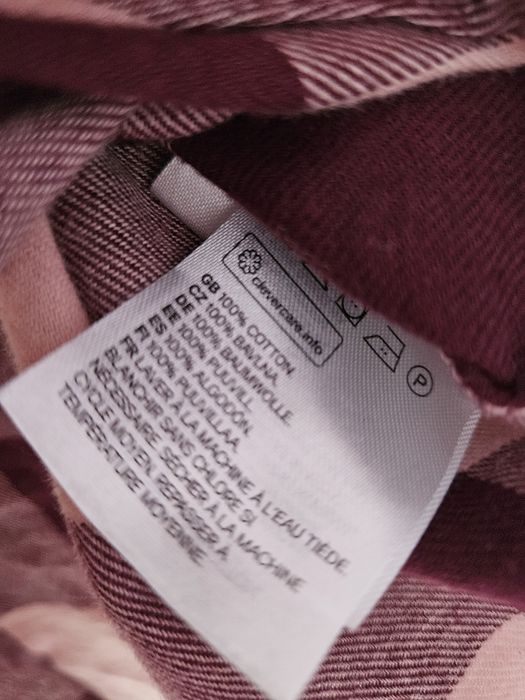 clevercare.info
P
GB 100% COTTON
CZ 100% BAVLNA.
DE 100% BAUMWOLLE.
EE 100% PUUVILL.
ES 100% ALGODÓN.
FI 100% PUUVILLAA.
FR LAVER À LA MACHINE À L'EAU TIÈDE.
BLANCHIR SANS CHLORE SI
NÉCESSAIRE. SÉCHER À LA MACHINE
CYCLE MOYEN. REPASSER À
TEMPÉRATURE MOYENNE.